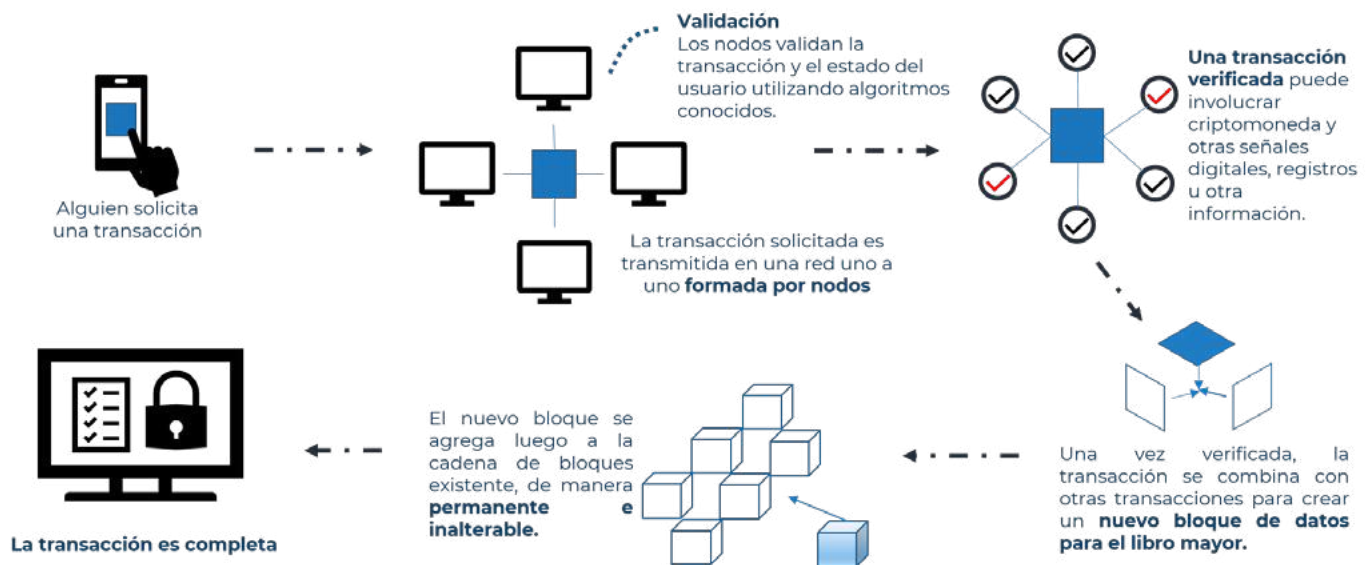 Alguien solicita
una transacción
Validación
Los nodos validan la
transacción y el estado del
usuario utilizando algoritmos
conocidos.
La transacción solicitada es
transmitida en una red uno a
uno formada por nodos
Una transacción
verificada puede
involucrar
criptomoneda y
otras señales
digitales, registros
u otra
información.
Una vez verificada, la
transacción se combina con
otras transacciones para crear
un nuevo bloque de datos
para el libro mayor.
El nuevo bloque se
agrega luego a la
cadena de bloques
existente, de manera
permanente e
inalterable.
La transacción es completa